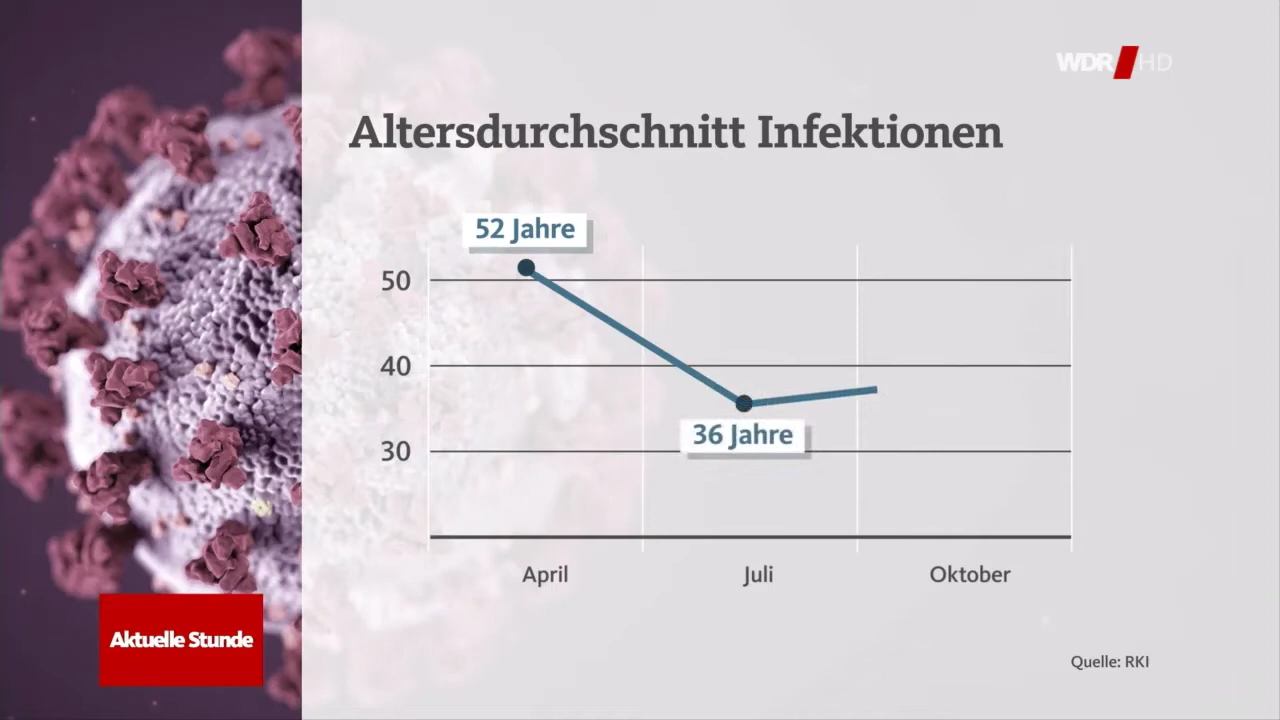 WDR HD
Altersdurchschnitt Infektionen
52 Jahre
50
40
36 Jahre
30
April Juli Oktober
Aktuelle Stunde
Quelle: RKI